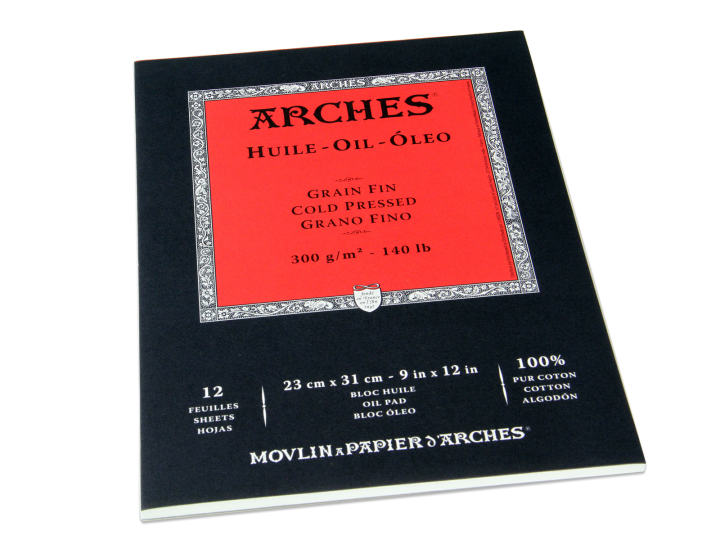 ARCHES
ARCHES®
HUILE - OIL - ÓLEO
GRAIN FIN
COLD PRESSED
GRANO FINO
300 g/m² - 140 lb
12
FEUILLES
SHEETS
HOJAS
23 cm x 31 cm - 9 in x 12 in
BLOC HUILE
OIL PAD
BLOC ÓLEO
100%
PUR COTON
COTTON
ALGODÓN
MOVLIN A PAPIER d'ARCHES®